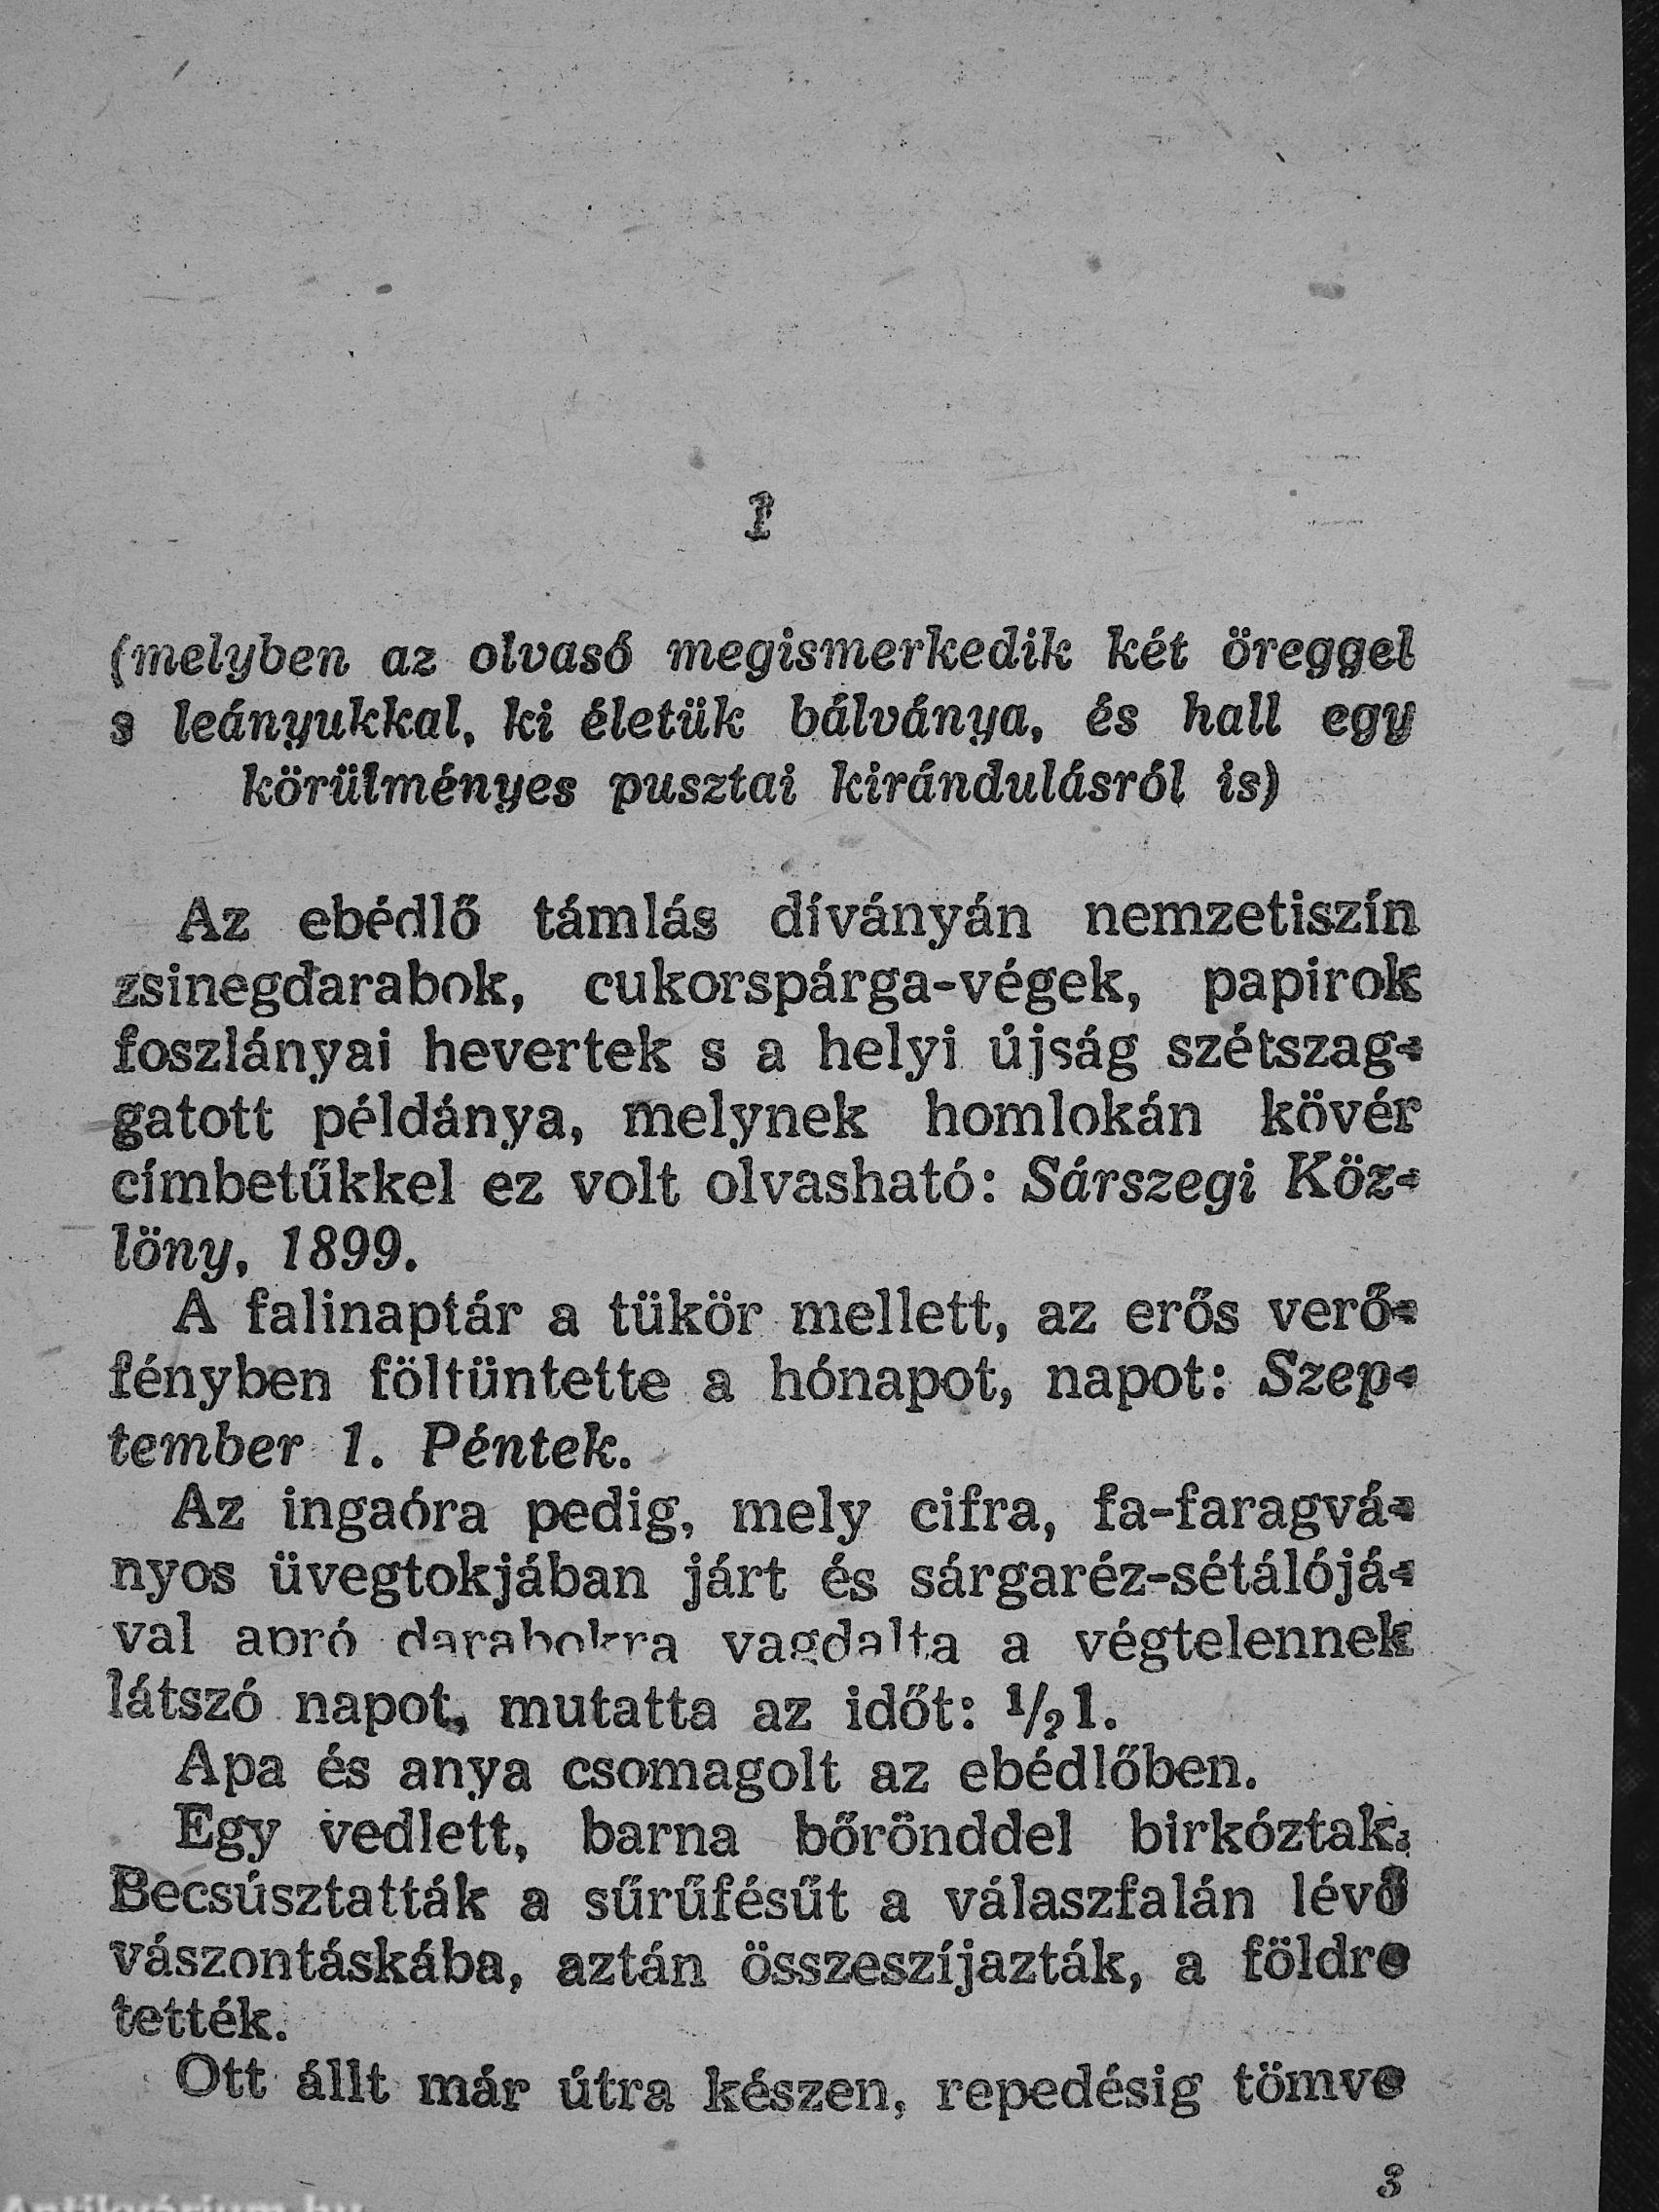 1
(melyben az olvasó megismerkedik két öreggel
s leányukkal, ki életük bálványa, és hall egy
körülményes pusztai kirándulásról is)
Az ebédlő támlás díványán nemzetiszín
zsinegdarabok, cukorspárga-végek, papirok
foszlányai hevertek s a helyi újság szétszag-
gatott példánya, melynek homlokán kövér
címbetűkkel ez volt olvasható: Sárszegi Köz-
löny, 1899.
A falinaptár a tükör mellett, az erős verő-
fényben föltüntette a hónapot, napot: Szep-
tember 1. Péntek.
Az ingaóra pedig, mely cifra, fa-faragvá-
nyos üvegtokjában járt és sárgaréz-sétálójá-
val apró darabokra vagdalta a végtelennek
látszó napot, mutatta az időt: ½1.
Apa és anya csomagolt az ebédlőben.
Egy vedlett, barna bőrönddel birkóztak.
Becsúsztatták a sűrűfésűt a válaszfalán lévő
vászontáskába, aztán összeszíjazták, a földre
tették.
Ott állt már útra készen, repedésig tömve
3